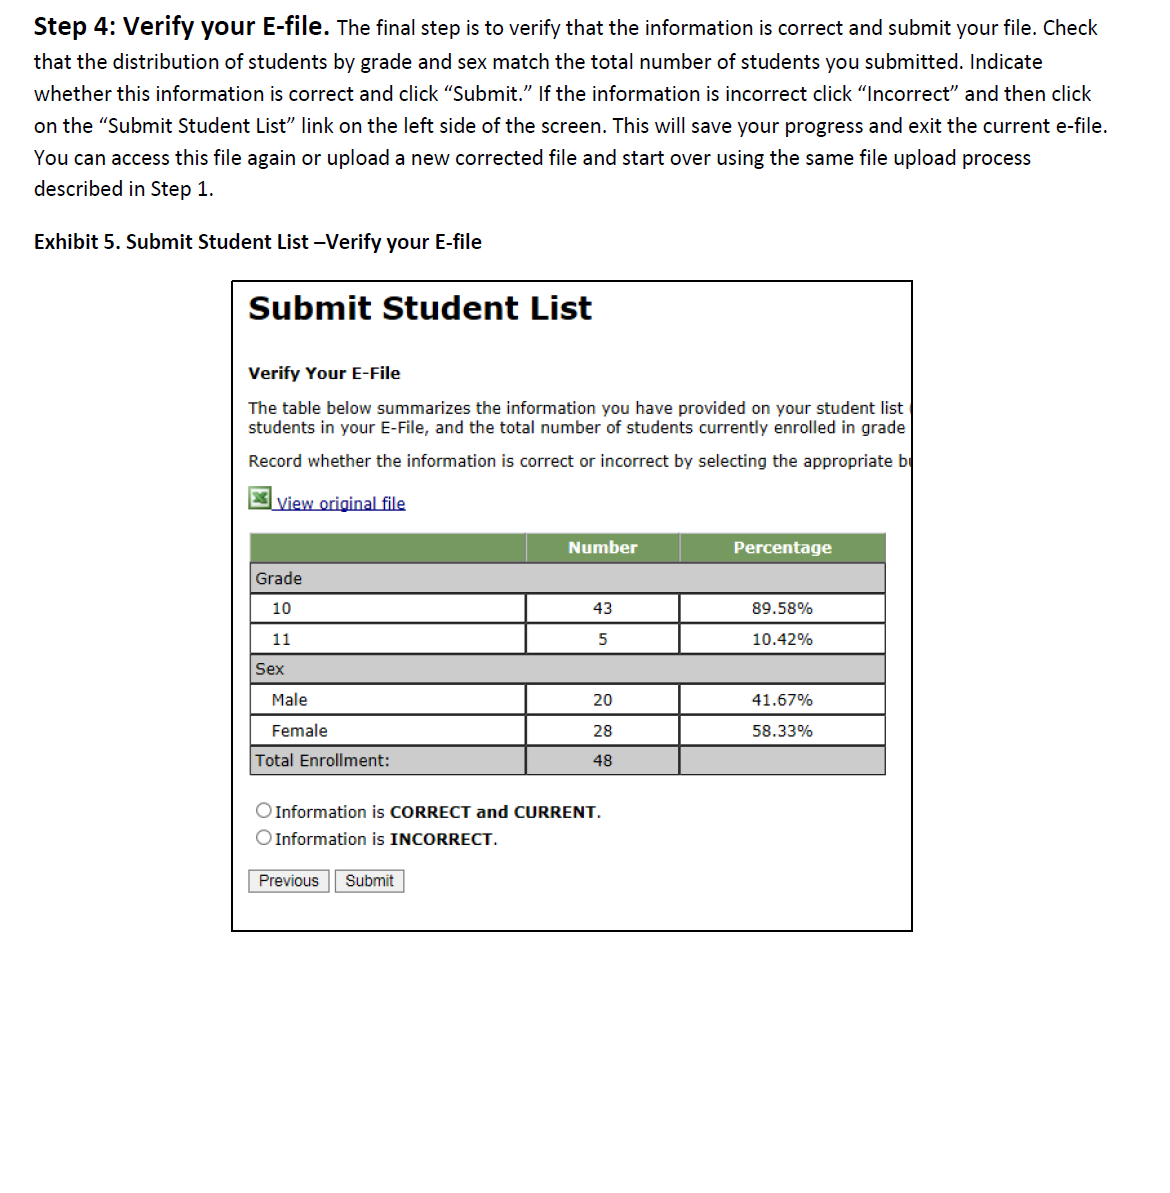 Step 4: Verify your E-file. The final step is to verify that the information is correct and submit your file. Check
that the distribution of students by grade and sex match the total number of students you submitted. Indicate
whether this information is correct and click “Submit.” If the information is incorrect click “Incorrect” and then click
on the “Submit Student List” link on the left side of the screen. This will save your progress and exit the current e-file.
You can access this file again or upload a new corrected file and start over using the same file upload process
described in Step 1.
Exhibit 5. Submit Student List –Verify your E-file
Submit Student List
Verify Your E-File
The table below summarizes the information you have provided on your student list
students in your E-File, and the total number of students currently enrolled in grade
Record whether the information is correct or incorrect by selecting the appropriate
View original file
Number Percentage
Grade
10 43 89.58%
11 5 10.42%
Sex
Male 20 41.67%
Female 28 58.33%
Total Enrollment: 48
Information is CORRECT and CURRENT.
Information is INCORRECT.
Previous Submit